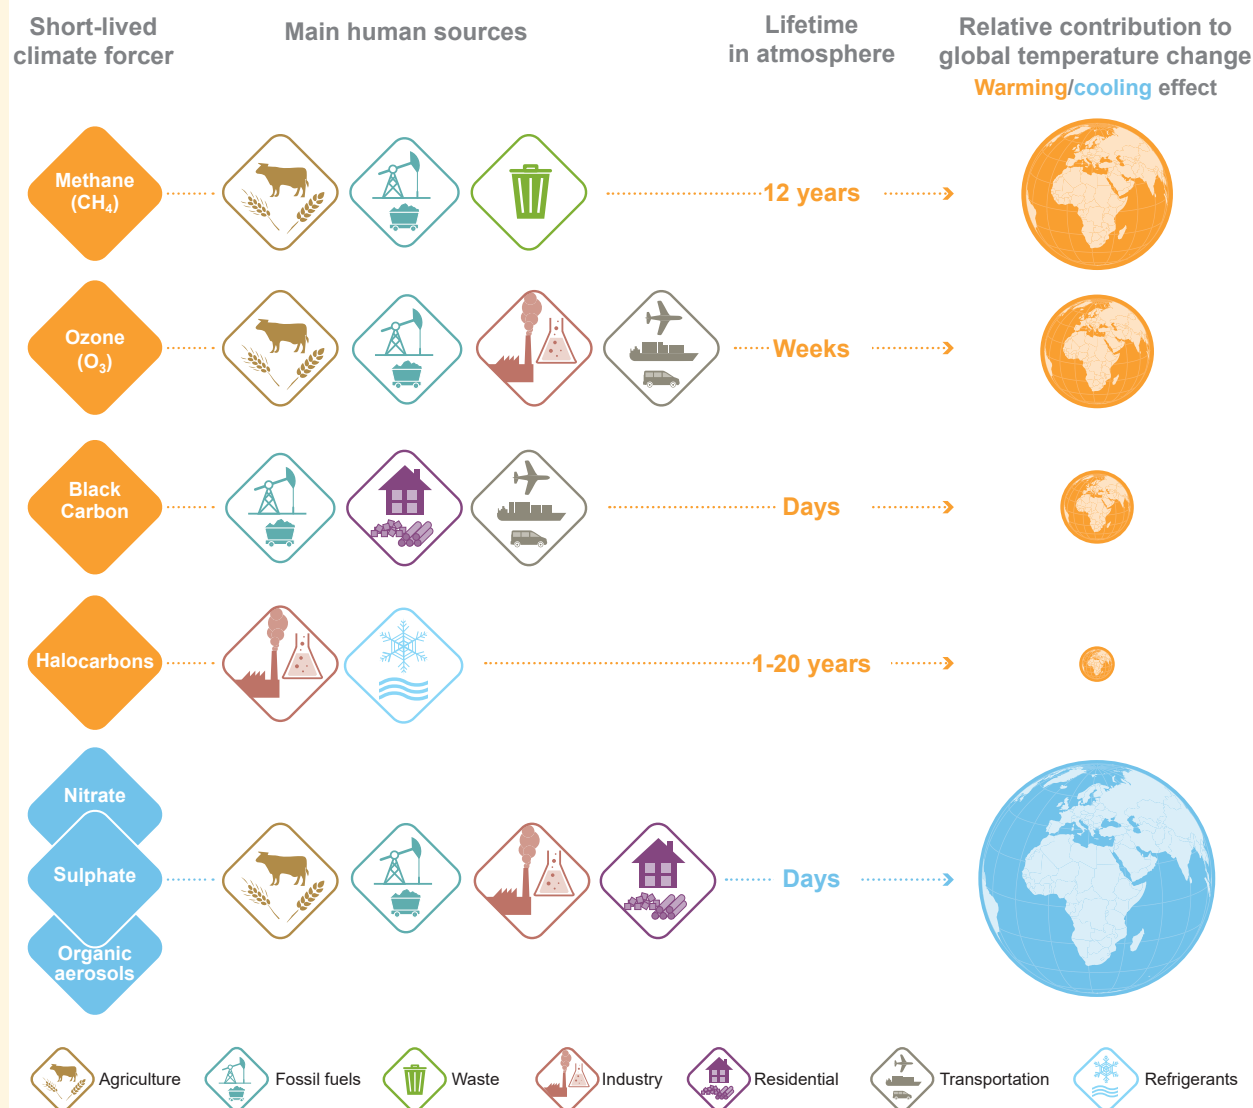 Short-lived
climate forcer
Main human sources
Lifetime
in atmosphere
Relative contribution to
global temperature change
Warming/cooling effect
Methane
(CH₄)
12 years
Ozone
(O₃)
Weeks
Black
Carbon
Days
Halocarbons
1-20 years
Nitrate
Sulphate
Days
Organic
aerosols
Agriculture
Fossil fuels
Waste
Industry
Residential
Transportation
Refrigerants